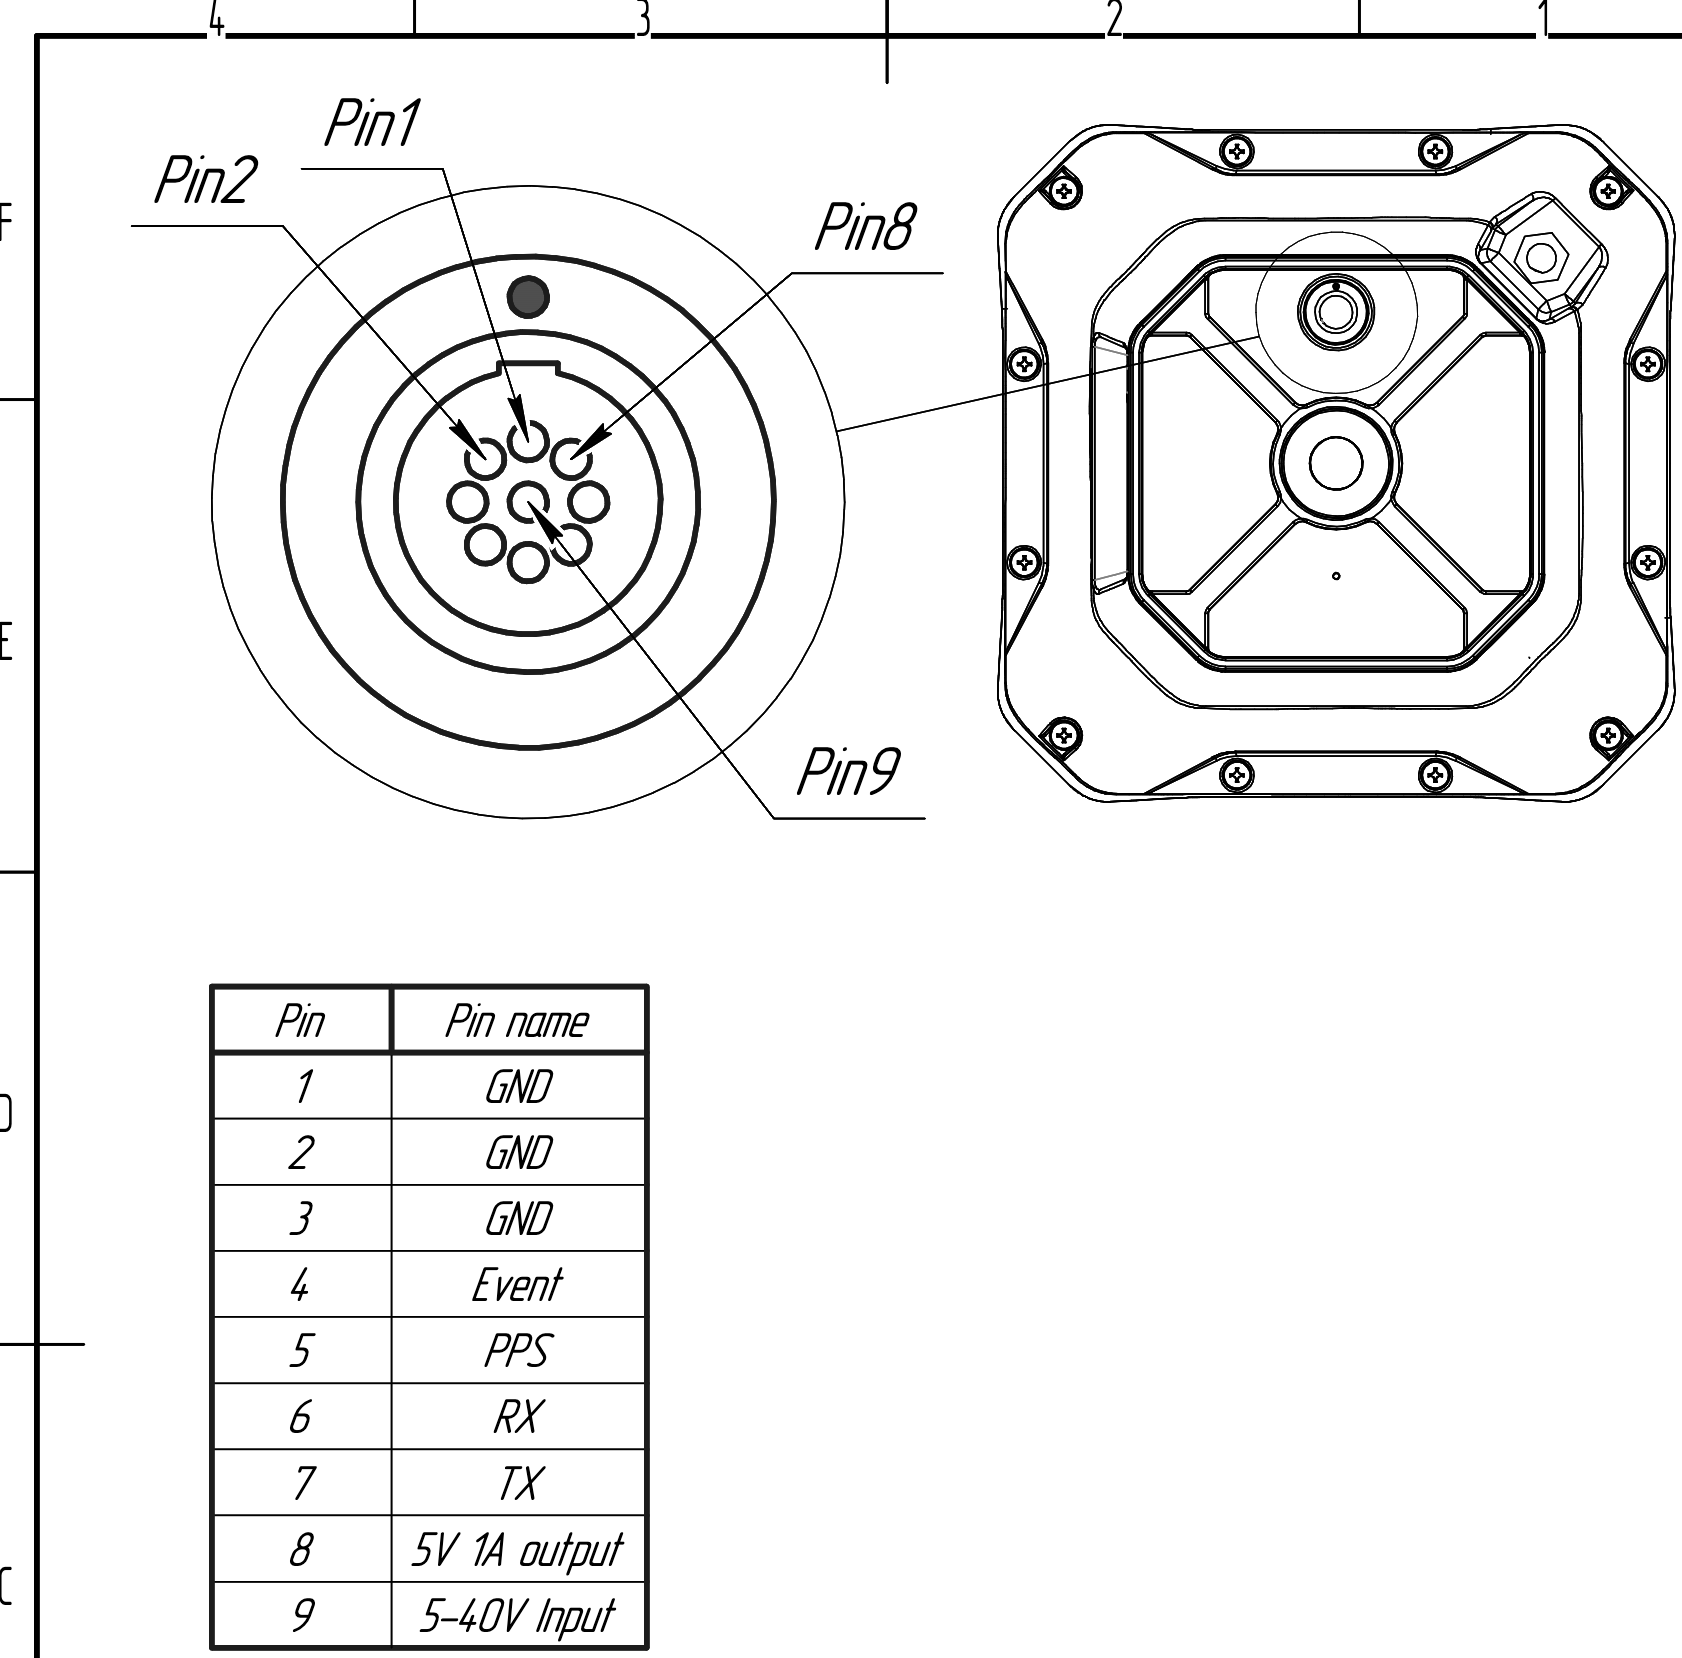 4 3 2 1
Pin1
Pin2
Pin8
F
E
Pin9
Pin Pin name
1 GND
2 GND
D
3 GND
4 Event
5 PPS
6 RX
7 TX
8 5V 1A output
C
9 5-40V Input